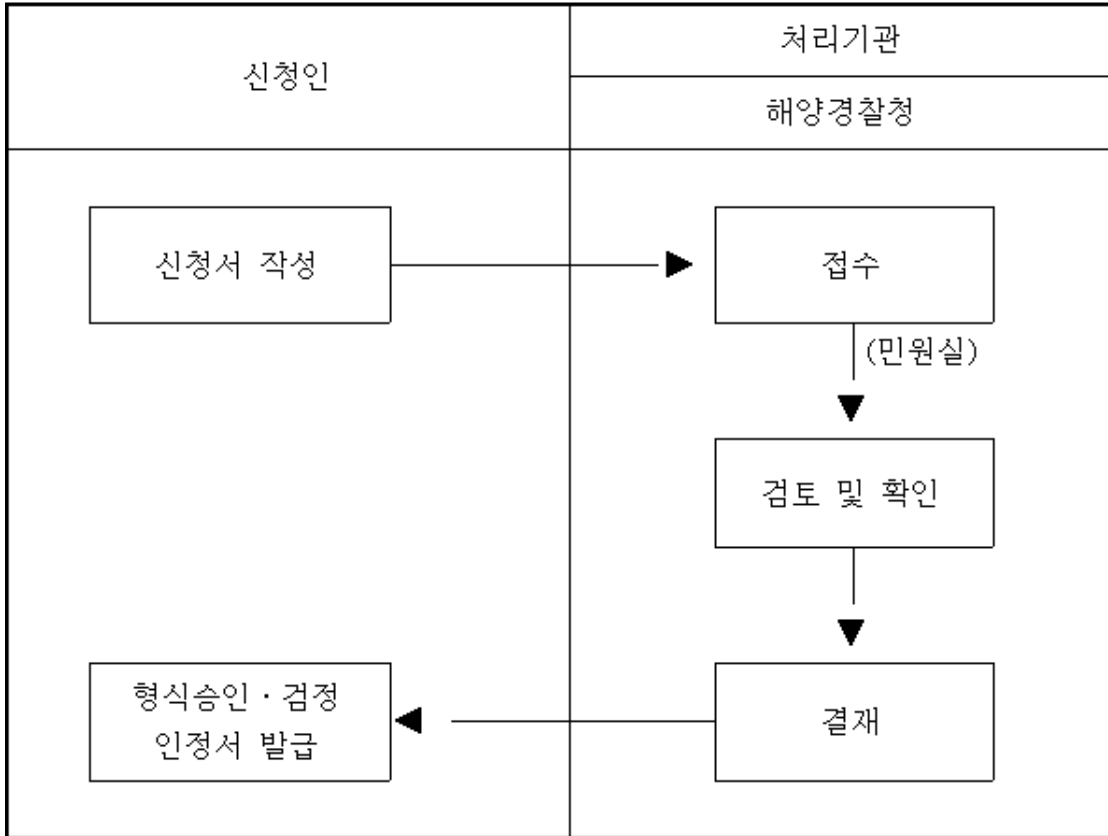 신청인
처리기관
해양경찰청
신청서 작성
접수
(민원실)
검토 및 확인
결재
형식승인·검정
인정서 발급